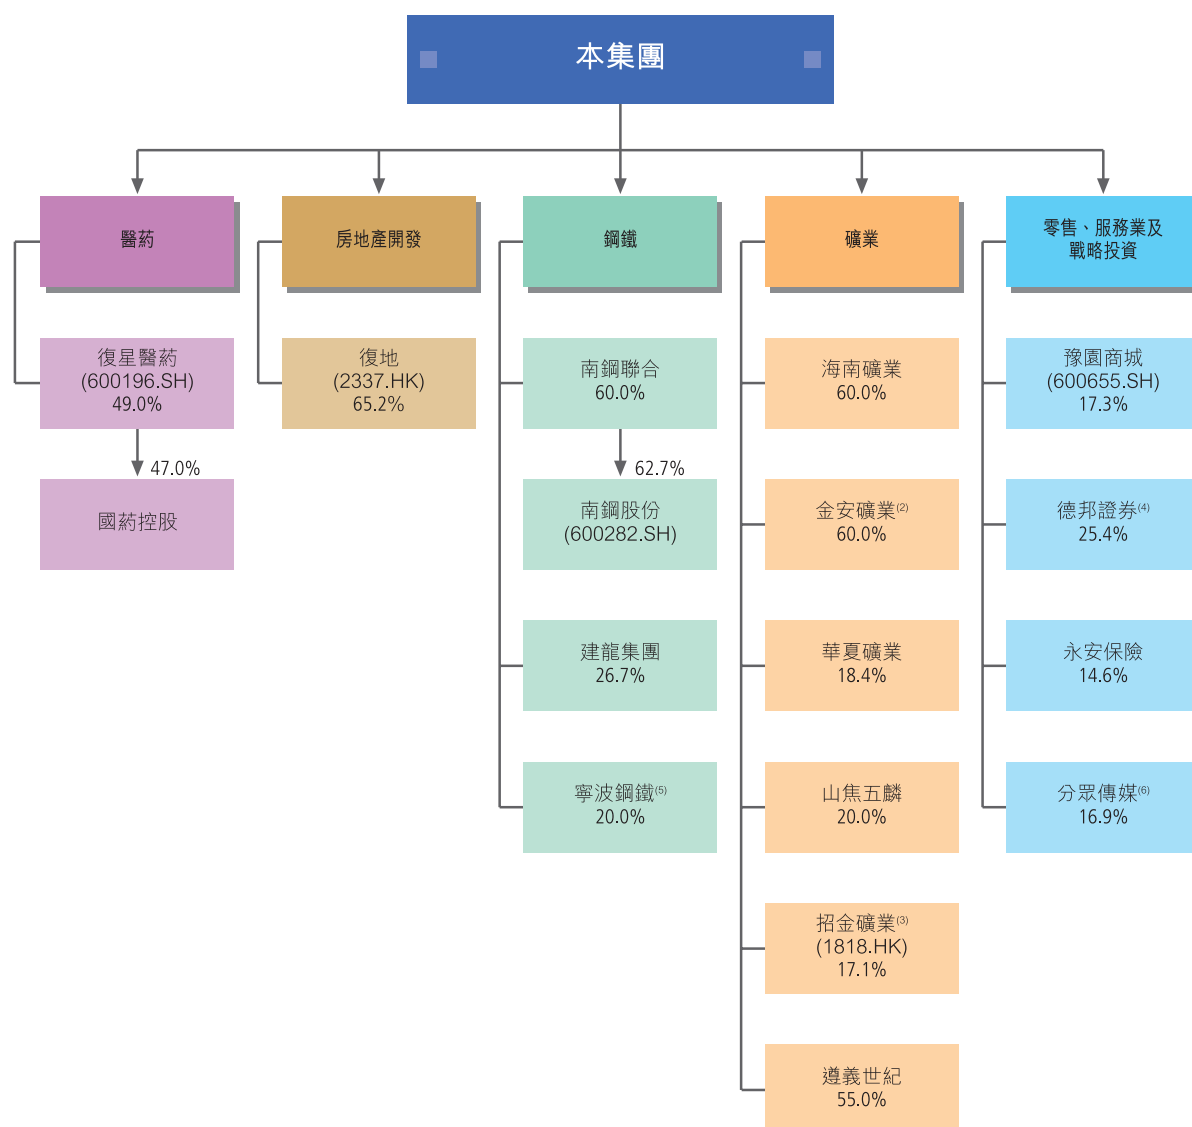 本集團
醫药
房地產開發
鋼鐵
礦業
零售、服務業及
戰略投資
復星醫药
(600196.SH)
49.0%
47.0%
國药控股
復地
(2337.HK)
65.2%
南鋼聯合
60.0%
62.7%
南鋼股份
(600282.SH)
建龍集團
26.7%
寧波鋼鐵(5)
20.0%
海南礦業
60.0%
金安礦業(2)
60.0%
華夏礦業
18.4%
山焦五麟
20.0%
招金礦業(3)
(1818.HK)
17.1%
遵義世紀
55.0%
豫園商城
(600655.SH)
17.3%
德邦證券(4)
25.4%
永安保險
14.6%
分眾傳媒(6)
16.9%